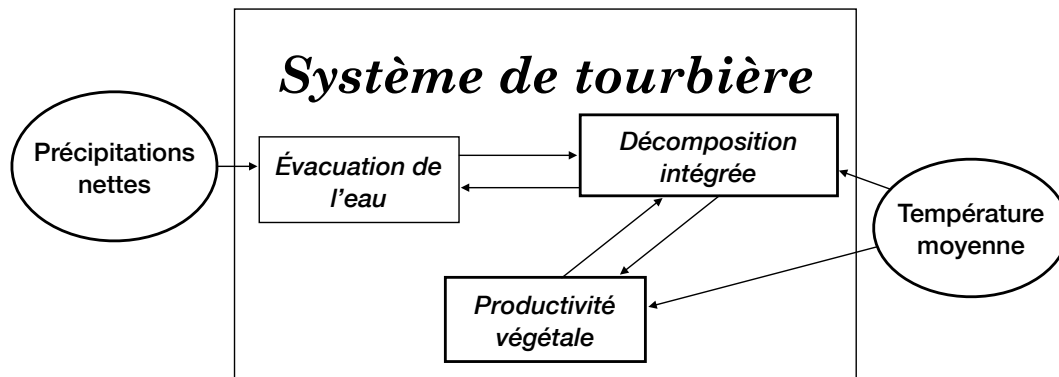 Système de tourbière
Précipitations
nettes
Évacuation de
l’eau
Décomposition
intégrée
Température
moyenne
Productivité
végétale